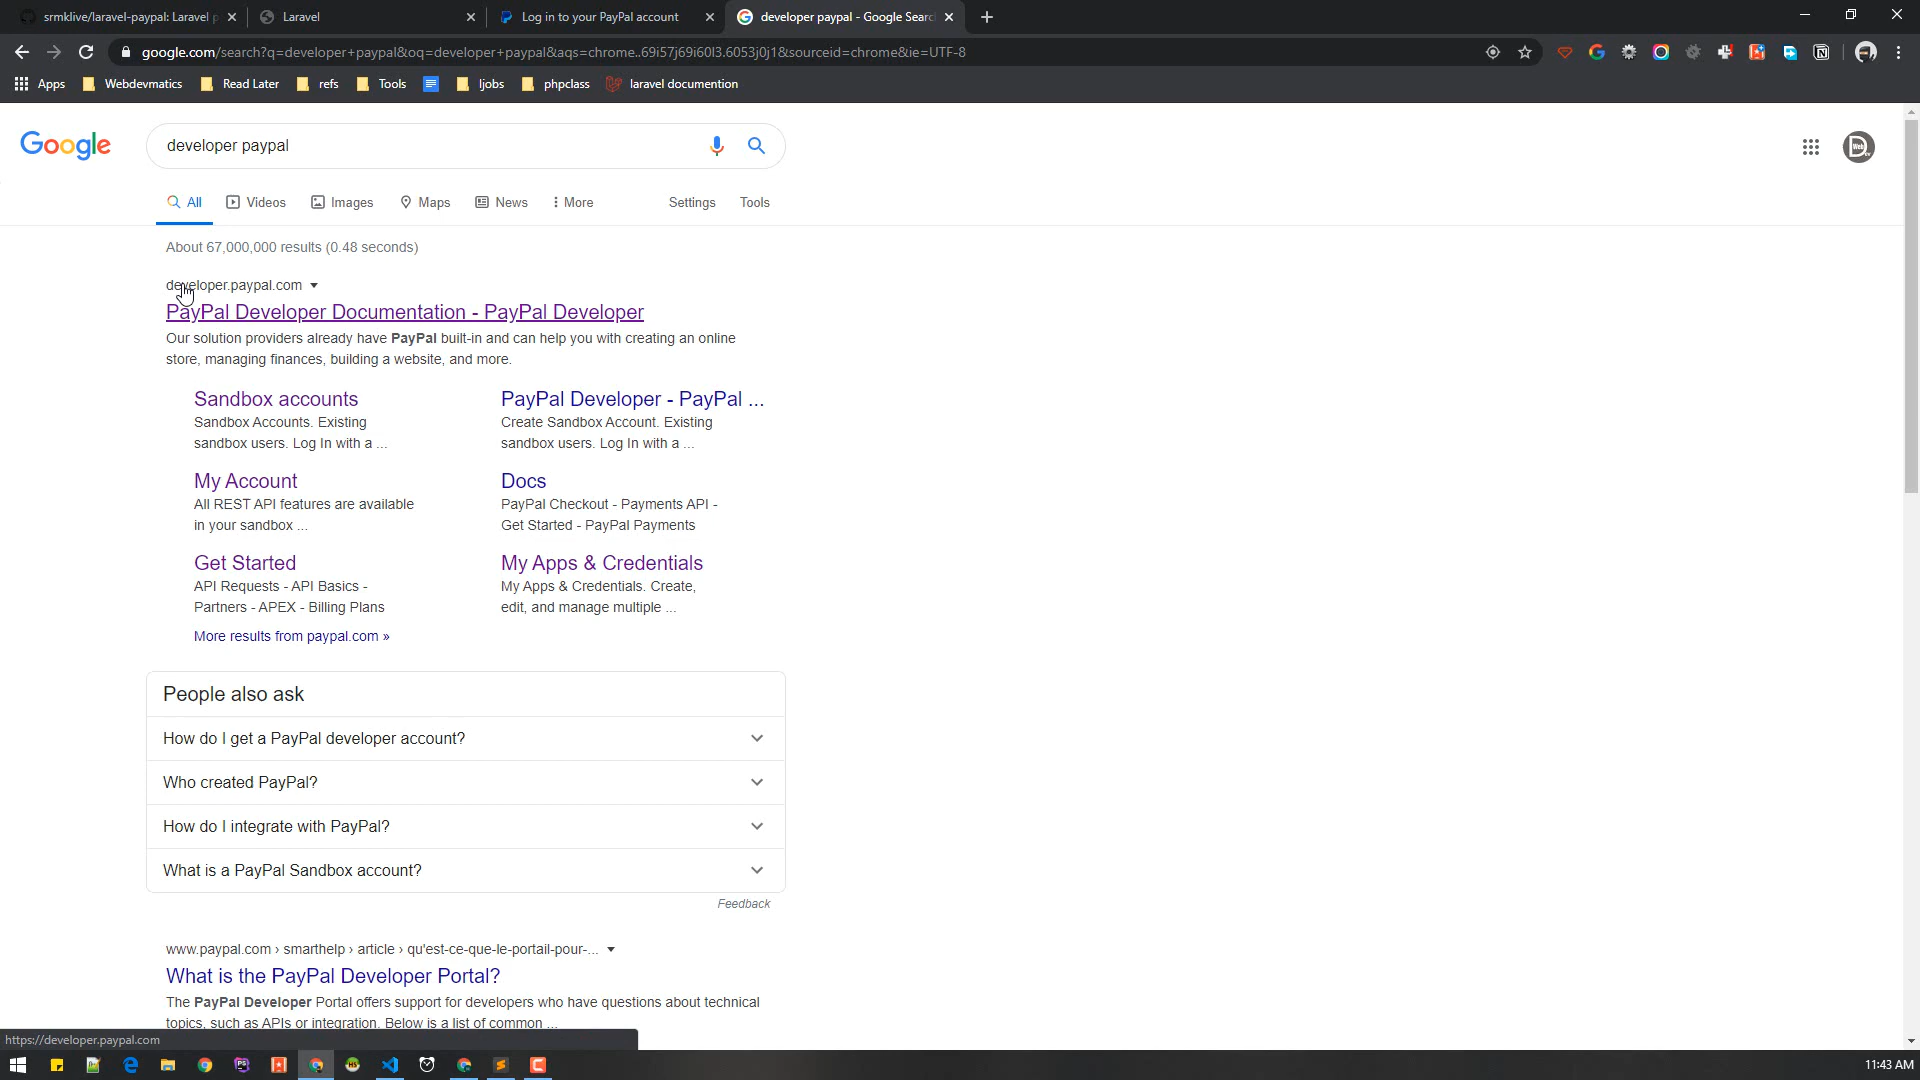 srmklive/laravel-paypal: Laravel p
Laravel
Log in to your PayPal account
developer paypal - Google Searc
google.com/search?q=developer+paypal&oq=developer+paypal&aqs=chrome..69i57j69i60l3.6053j0j1&sourceid=chrome&ie=UTF-8
Apps
Webdevmatics
Read Later
refs
Tools
ljobs
phpclass
laravel documention
Google
developer paypal
All
Videos
Images
Maps
News
More
Settings
Tools
About 67,000,000 results (0.48 seconds)
developer.paypal.com
PayPal Developer Documentation - PayPal Developer
Our solution providers already have PayPal built-in and can help you with creating an online
store, managing finances, building a website, and more.
Sandbox accounts
Sandbox Accounts. Existing
sandbox users. Log In with a ...
PayPal Developer - PayPal ...
Create Sandbox Account. Existing
sandbox users. Log In with a ...
My Account
All REST API features are available
in your sandbox ...
Docs
PayPal Checkout - Payments API -
Get Started - PayPal Payments
Get Started
API Requests - API Basics -
Partners - APEX - Billing Plans
My Apps & Credentials
My Apps & Credentials. Create,
edit, and manage multiple ...
More results from paypal.com »
People also ask
How do I get a PayPal developer account?
Who created PayPal?
How do I integrate with PayPal?
What is a PayPal Sandbox account?
Feedback
www.paypal.com › smarthelp › article › qu'est-ce-que-le-portail-pour-...
What is the PayPal Developer Portal?
The PayPal Developer Portal offers support for developers who have questions about technical
topics, such as APIs or integration. Below is a list of common ...
https://developer.paypal.com
11:43 AM